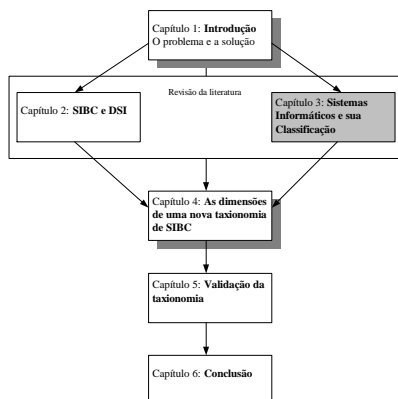 Capítulo 1: Introdução
O problema e a solução
Revisão da literatura
Capítulo 2: SIBC e DSI
Capítulo 3: Sistemas
Informáticos e sua
Classificação
Capítulo 4: As dimensões
de uma nova taxionomia
de SIBC
Capítulo 5: Validação da
taxionomia
Capítulo 6: Conclusão